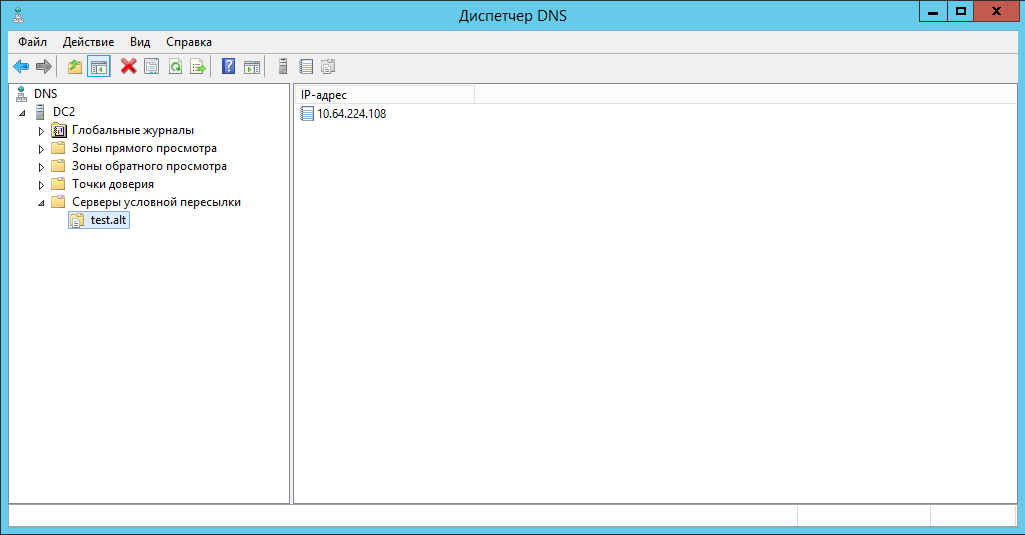 Диспетчер DNS
Файл Действие Вид Справка
DNS
DC2
Глобальные журналы
Зоны прямого просмотра
Зоны обратного просмотра
Точки доверия
Серверы условной пересылки
test.alt
IP-адрес
10.64.224.108